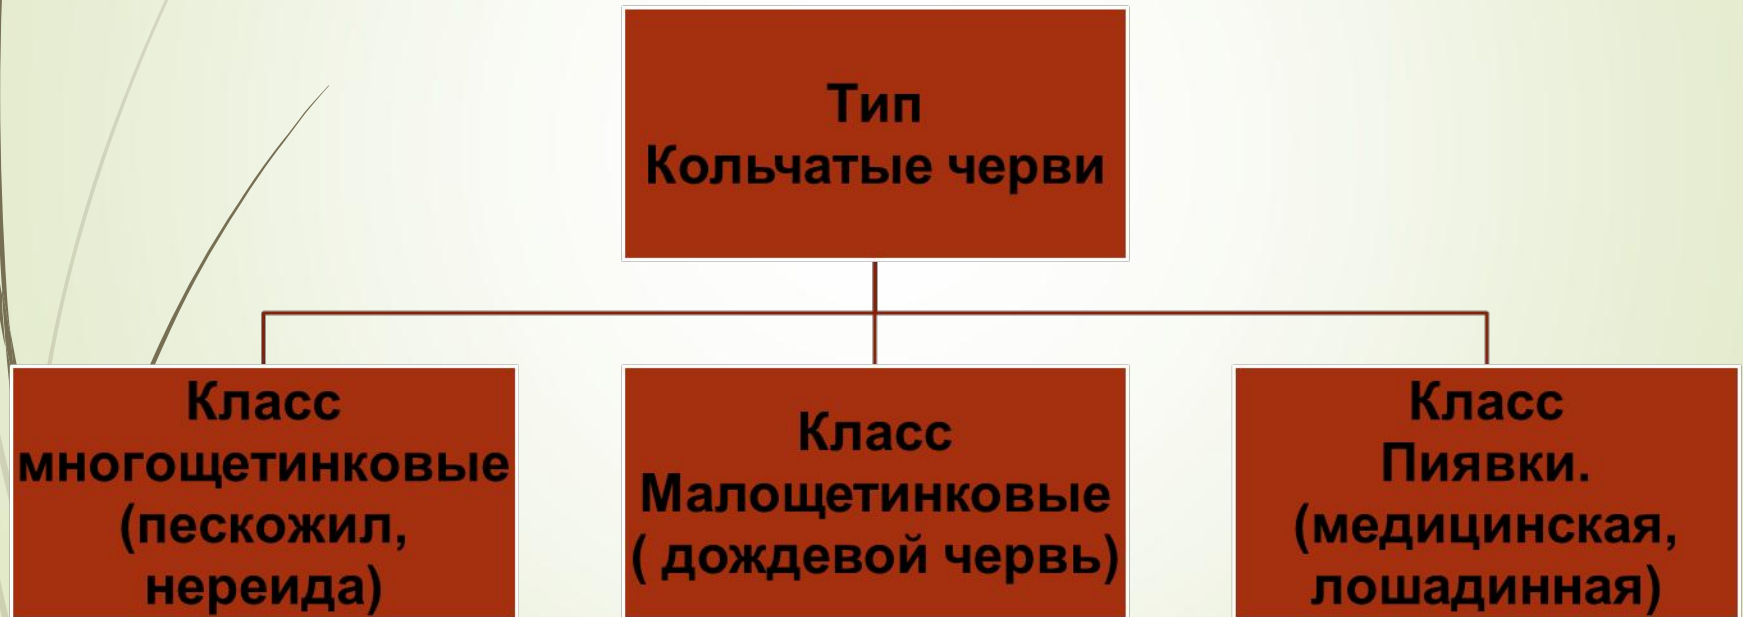 Тип
Кольчатые черви
Класс
многощетинковые
(пескожил,
нереида)
Класс
Малощетинковые
( дождевой червь)
Класс
Пиявки.
(медицинская,
лошадинная)